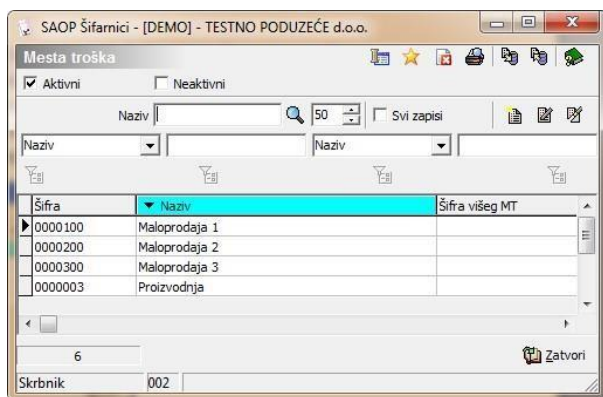 SAOP Šifarnici - [DEMO] - TESTNO PODUZEĆE d.o.o.
Mesta troška
Aktivni Neaktivni
Naziv 50 Svi zapisi
Naziv Naziv
Šifra Naziv Šifra višeg MT
0000100 Maloprodaja 1
0000200 Maloprodaja 2
0000300 Maloprodaja 3
0000003 Proizvodnja
6 Zatvori
Skrbnik 002